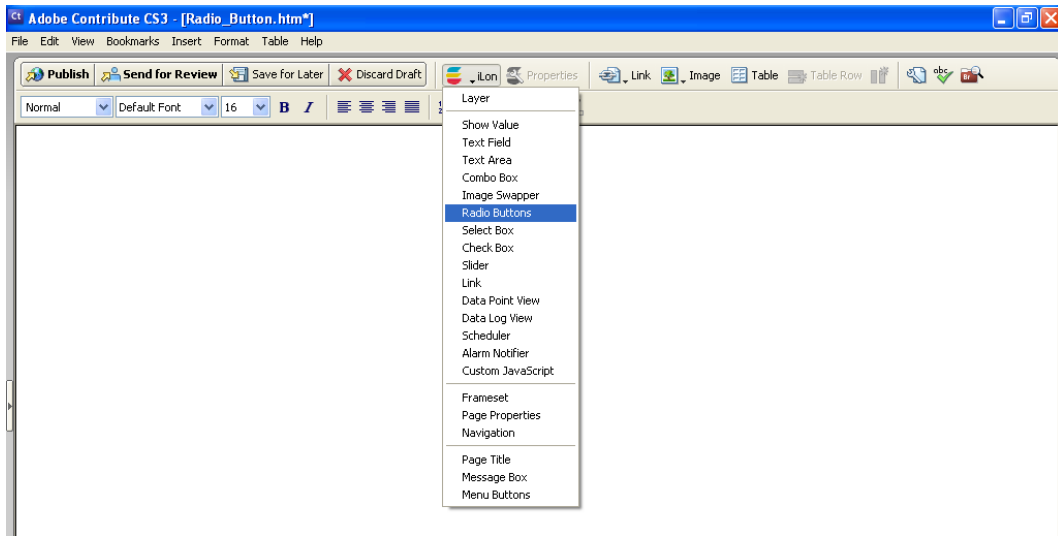 Ct Adobe Contribute CS3 - [Radio_Button.htm*]
File Edit View Bookmarks Insert Format Table Help
Publish Send for Review Save for Later Discard Draft iLon Properties Link Image Table Table Row abc
Normal Default Font 16 B I
Layer
Show Value
Text Field
Text Area
Combo Box
Image Swapper
Radio Buttons
Select Box
Check Box
Slider
Link
Data Point View
Data Log View
Scheduler
Alarm Notifier
Custom JavaScript
Frameset
Page Properties
Navigation
Page Title
Message Box
Menu Buttons